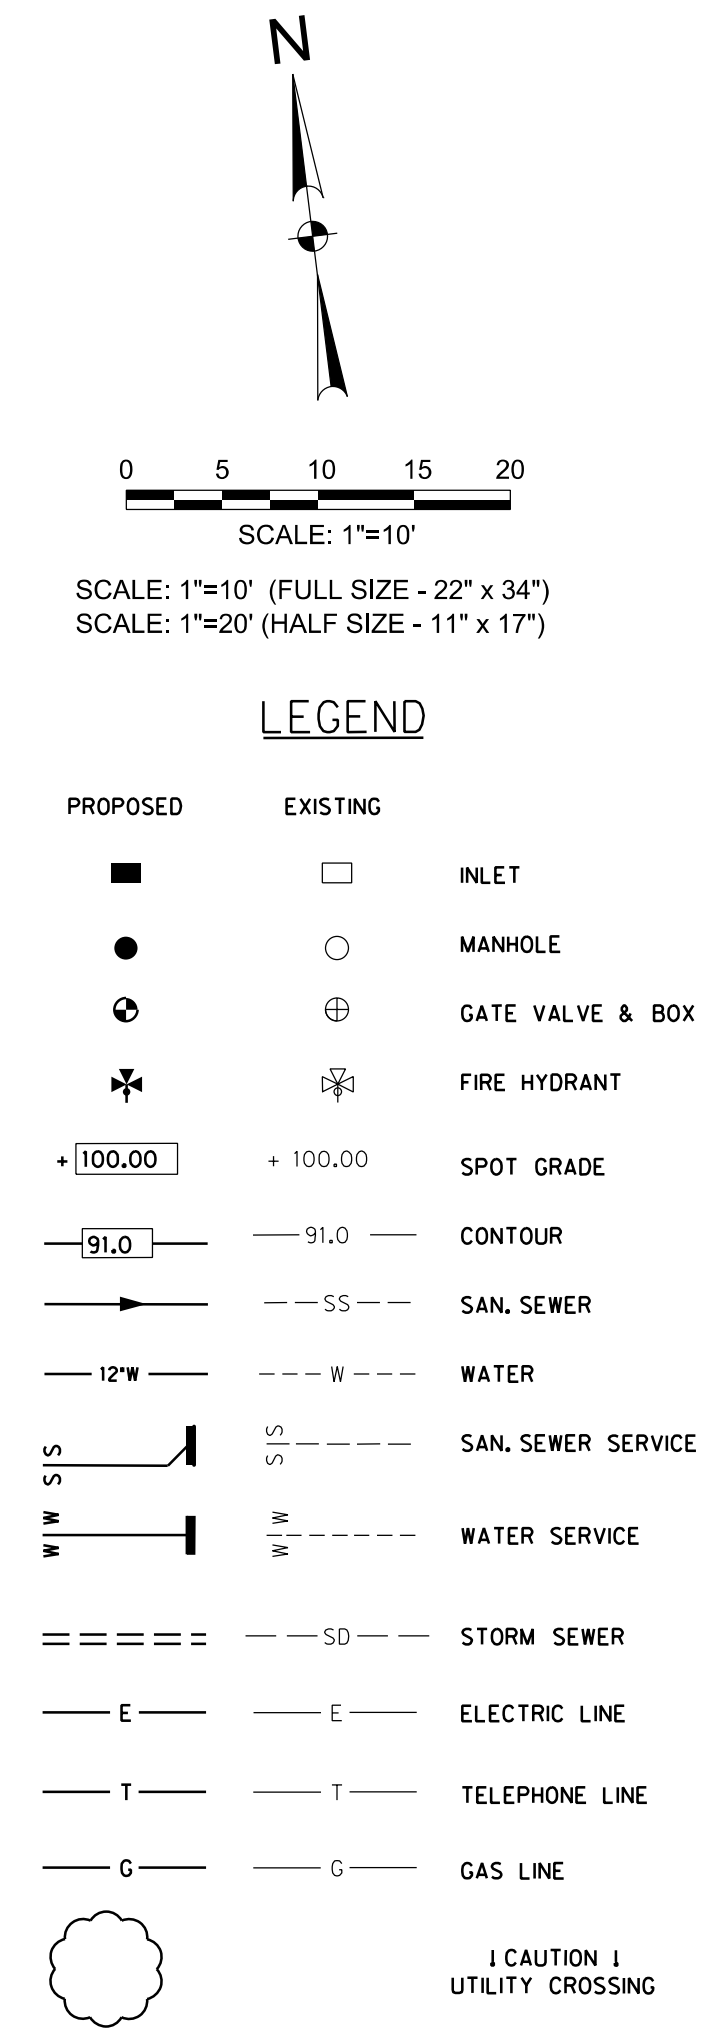 N
0 5 10 15 20
SCALE: 1"=10'
SCALE: 1"=10' (FULL SIZE - 22" x 34")
SCALE: 1"=20' (HALF SIZE - 11" x 17")
LEGEND
PROPOSED EXISTING
INLET
MANHOLE
GATE VALVE & BOX
FIRE HYDRANT
+ 100.00 + 100.00 SPOT GRADE
91.0 91.0 CONTOUR
SS SAN. SEWER
12"W W WATER
S S S S SAN. SEWER SERVICE
W W W W WATER SERVICE
SD STORM SEWER
E E ELECTRIC LINE
T T TELEPHONE LINE
G G GAS LINE
! CAUTION !
UTILITY CROSSING